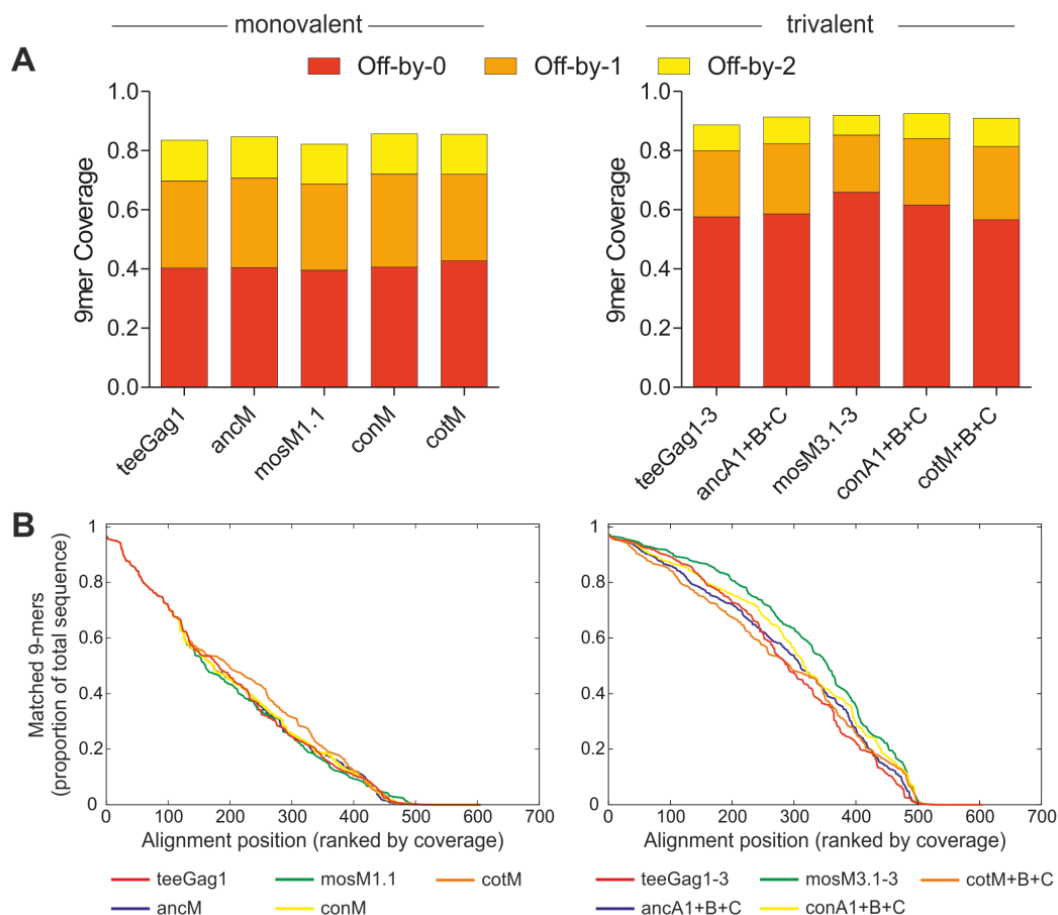 monovalent trivalent
A
Off-by-0 Off-by-1 Off-by-2
1.0 1.0
0.8 0.8
0.6 0.6
0.4 0.4
0.2 0.2
0.0 0.0
9mer Coverage 9mer Coverage
teeGag1 ancM mosM1.1 conM cotM
teeGag1-3 ancA1+B+C mosM3.1-3 conA1+B+C cotM+B+C
B
1 1
0.8 0.8
0.6 0.6
0.4 0.4
0.2 0.2
0 0
Matched 9-mers
(proportion of total sequence)
0 100 200 300 400 500 600 700 0 100 200 300 400 500 600 700
Alignment position (ranked by coverage) Alignment position (ranked by coverage)
teeGag1 mosM1.1 cotM teeGag1-3 mosM3.1-3 cotM+B+C
ancM conM ancA1+B+C conA1+B+C